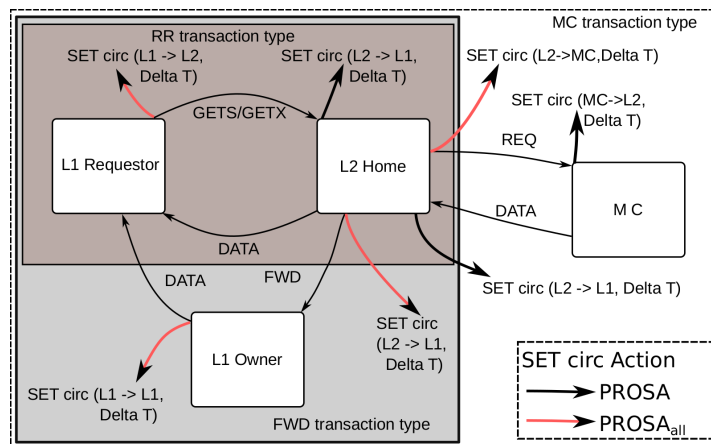 RR transaction type
MC transaction type
SET circ (L1 -> L2,
Delta T)
SET circ (L2 -> L1,
Delta T)
SET circ (L2->MC,Delta T)
SET circ (MC->L2,
Delta T)
GETS/GETX
REQ
L1 Requestor
L2 Home
M C
DATA
DATA
DATA
FWD
SET circ (L2 -> L1, Delta T)
SET circ
(L2 -> L1,
Delta T)
L1 Owner
SET circ (L1 -> L1,
Delta T)
FWD transaction type
SET circ Action
PROSA
PROSAall